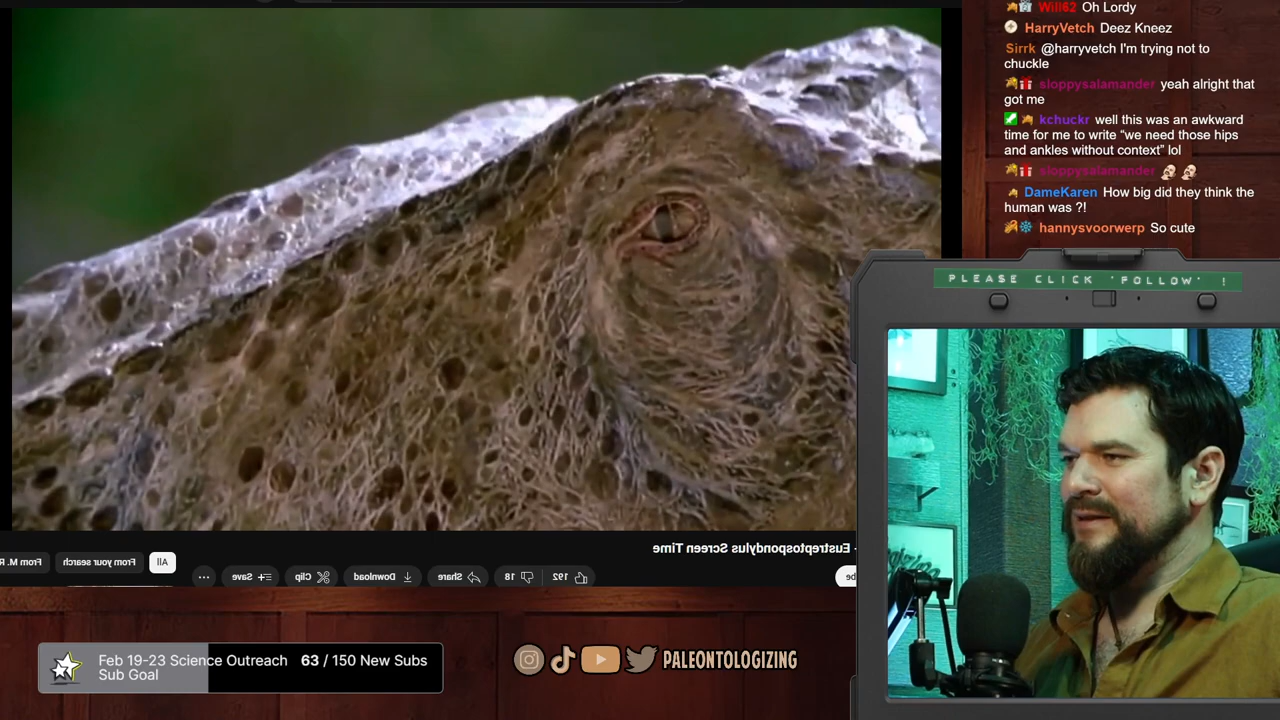 Will62 Oh Lordy
HarryVetch Deez Kneez
Sirrk @harryvetch I'm trying not to
chuckle
sloppysalamander yeah alright that
got me
kchuckr well this was an awkward
time for me to write “we need those hips
and ankles without context” lol
sloppysalamander
DameKaren How big did they think the
human was ?!
hannysvoorwerp So cute
PLEASE CLICK 'FOLLOW' !
- Eustreptospondylus Screen Time
From M. R
From your search
All
...
Save
Clip
Download
Share
18
192
be
Feb 19-23 Science Outreach 63 / 150 New Subs
Sub Goal
PALEONTOLOGIZING